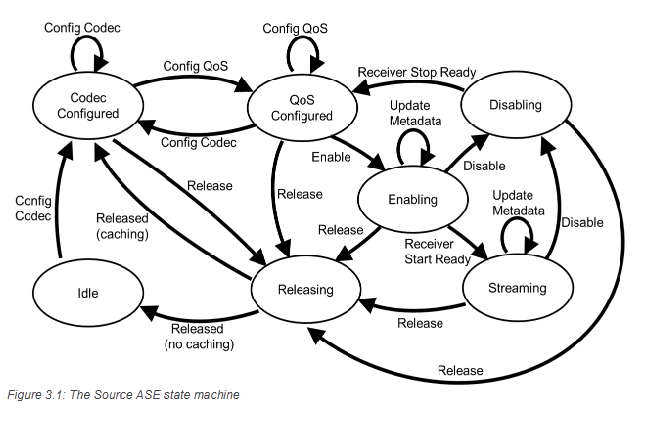 Config Codec
Config QoS
Config QoS
Receiver Stop Ready
Codec
Configured
QoS
Configured
Disabling
Update
Metadata
Config Codec
Enable
Disable
Release
Release
Enabling
Update
Metadata
Config
Codec
Released
(caching)
Release
Receiver
Start Ready
Disable
Idle
Releasing
Streaming
Released
(no caching)
Release
Release
Figure 3.1: The Source ASE state machine